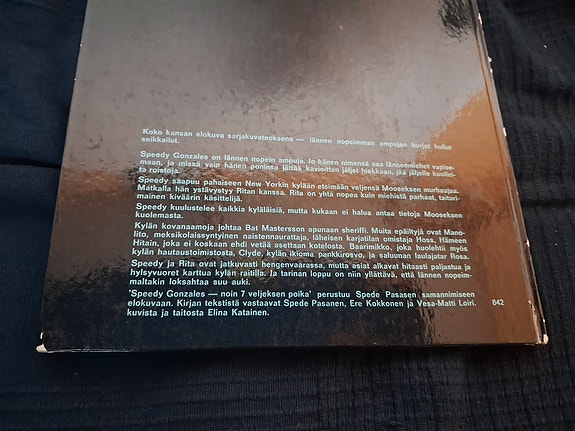 Koko kansan elokuva sarjakuvateoksena — lännen nopeimman ampujan hurjat hullut
seikkailut.
Speedy Gonzales on lännen nopein ampuja. Jo hänen nimensä saa lännenmiehet vapise-
maan, ja missä vain hänen poninsa jättää kavioitten jäljet hiekkaan, jää jäljelle kuollei-
ta roistoja.
Speedy saapuu pahaiseen New Yorkin kylään etsimään veljensä Mooseksen murhaajaa.
Matkalla hän ystävystyy Ritan kanssa. Rita on yhtä nopea kuin miehistä parhaat, taituri-
mainen kiväärin käsittelijä.
Speedy kuulustelee kaikkia kyläläisiä, mutta kukaan ei halua antaa tietoja Mooseksen
kuolemasta.
Kylän kovanaamoja johtaa Bat Mastersson apunaan sheriffi. Muita epäiltyjä ovat Mano-
lito, meksikolaissyntyinen naistennaurattaja, läheisen karjatilan omistaja Hoss, Hämeen
Hitain, joka ei koskaan ehdi vetää asettaan kotelosta. Baarimikko, joka huolehtii myös
kylän hautaustoimistosta, Clyde, kylän ikioma pankkirosvo, ja saluunan laulajatar Rosa.
Speedy ja Rita ovat jatkuvasti hengenvaarassa, mutta asiat alkavat hitaasti paljastua ja
hylsyvuoret karttua kylän raitilla. Ja tarinan loppu on niin yllättävä, että lännen nopeim-
maltakin loksahtaa suu auki.
'Speedy Gonzales — noin 7 veljeksen poika' perustuu Spede Pasasen samannimiseen
elokuvaan. Kirjan tekstistä vastaavat Spede Pasanen, Ere Kokkonen ja Vesa-Matti Loiri,
kuvista ja taitosta Elina Katainen.
842